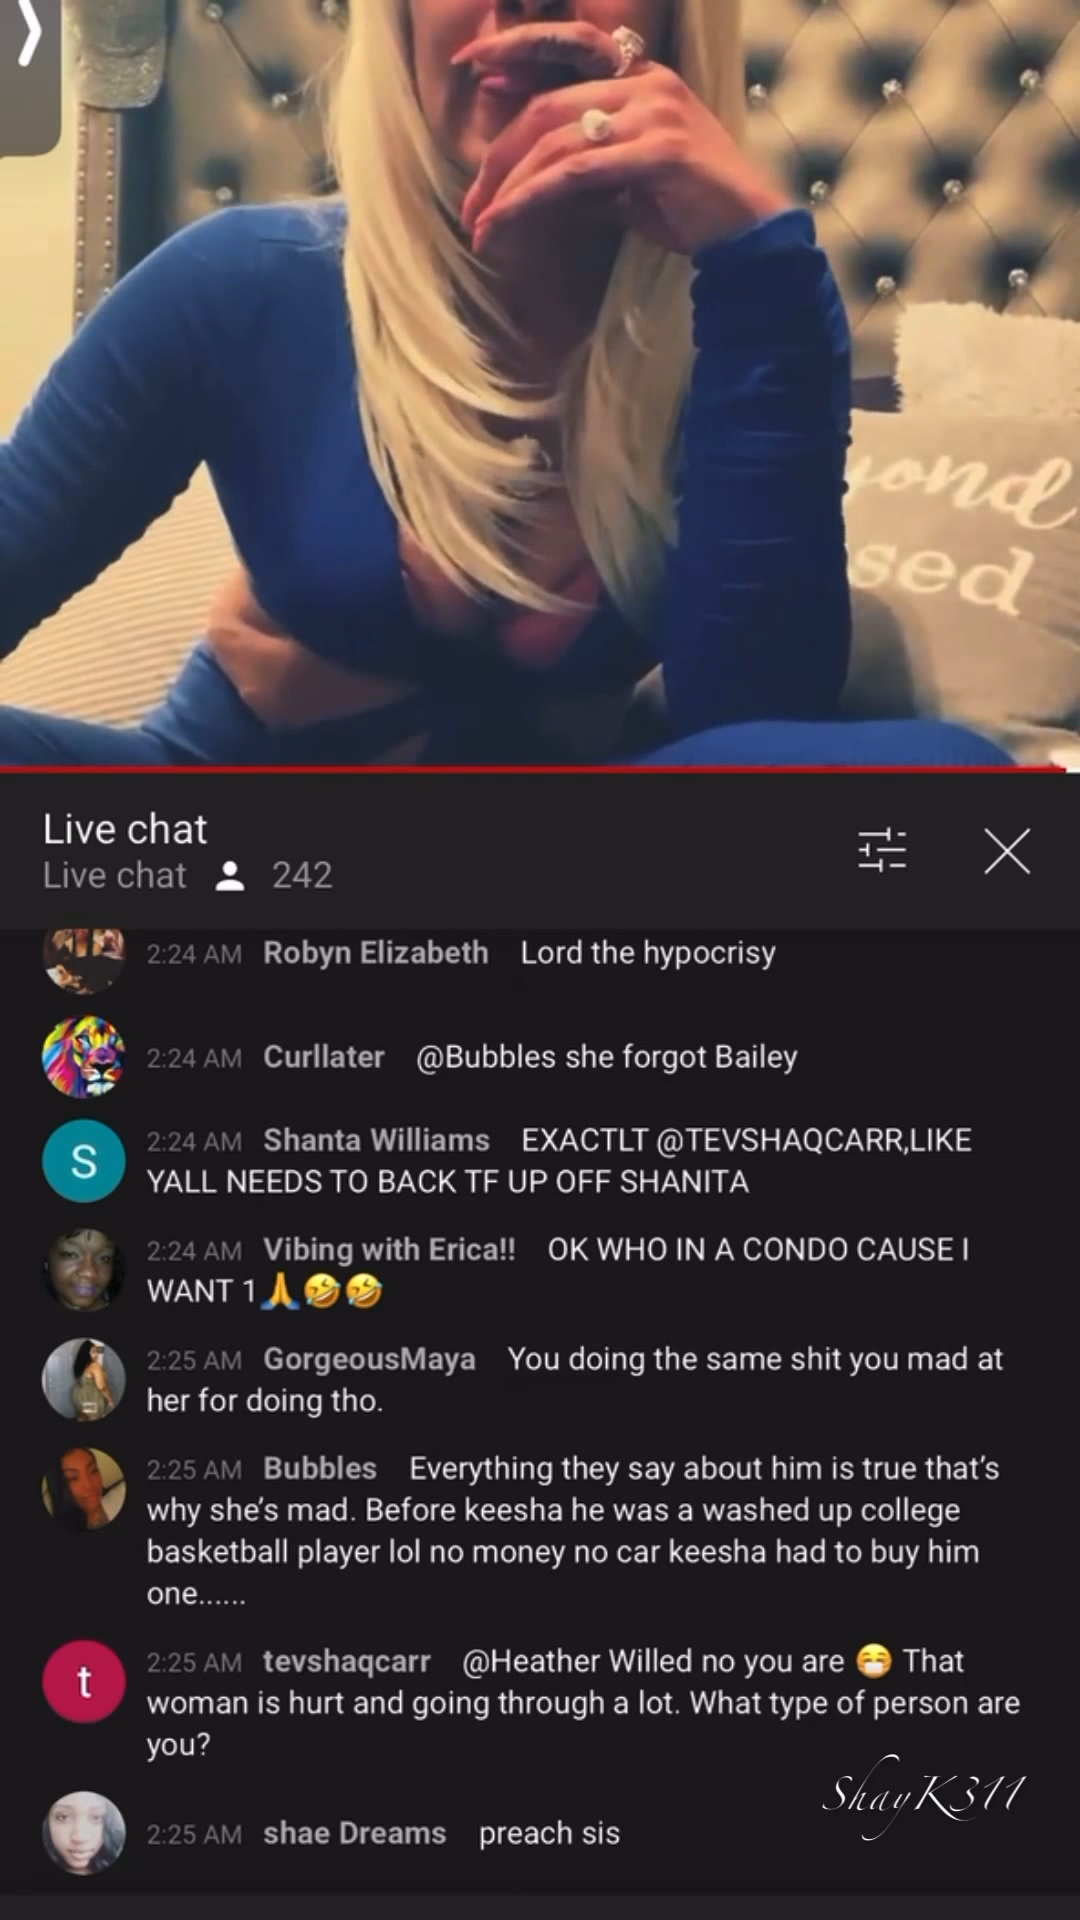 yond
sed
Live chat
Live chat 242
2:24 AM Robyn Elizabeth Lord the hypocrisy
2:24 AM Curllater @Bubbles she forgot Bailey
S 2:24 AM Shanta Williams EXACTLT @TEVSHAQCARR,LIKE
YALL NEEDS TO BACK TF UP OFF SHANITA
2:24 AM Vibing with Erica!! OK WHO IN A CONDO CAUSE I
WANT 1🙏🤣🤣
2:25 AM GorgeousMaya You doing the same shit you mad at
her for doing tho.
2:25 AM Bubbles Everything they say about him is true that’s
why she’s mad. Before keesha he was a washed up college
basketball player lol no money no car keesha had to buy him
one......
t 2:25 AM tevshaqcarr @Heather Willed no you are 😷 That
woman is hurt and going through a lot. What type of person are
you?
ShayK311
2:25 AM shae Dreams preach sis